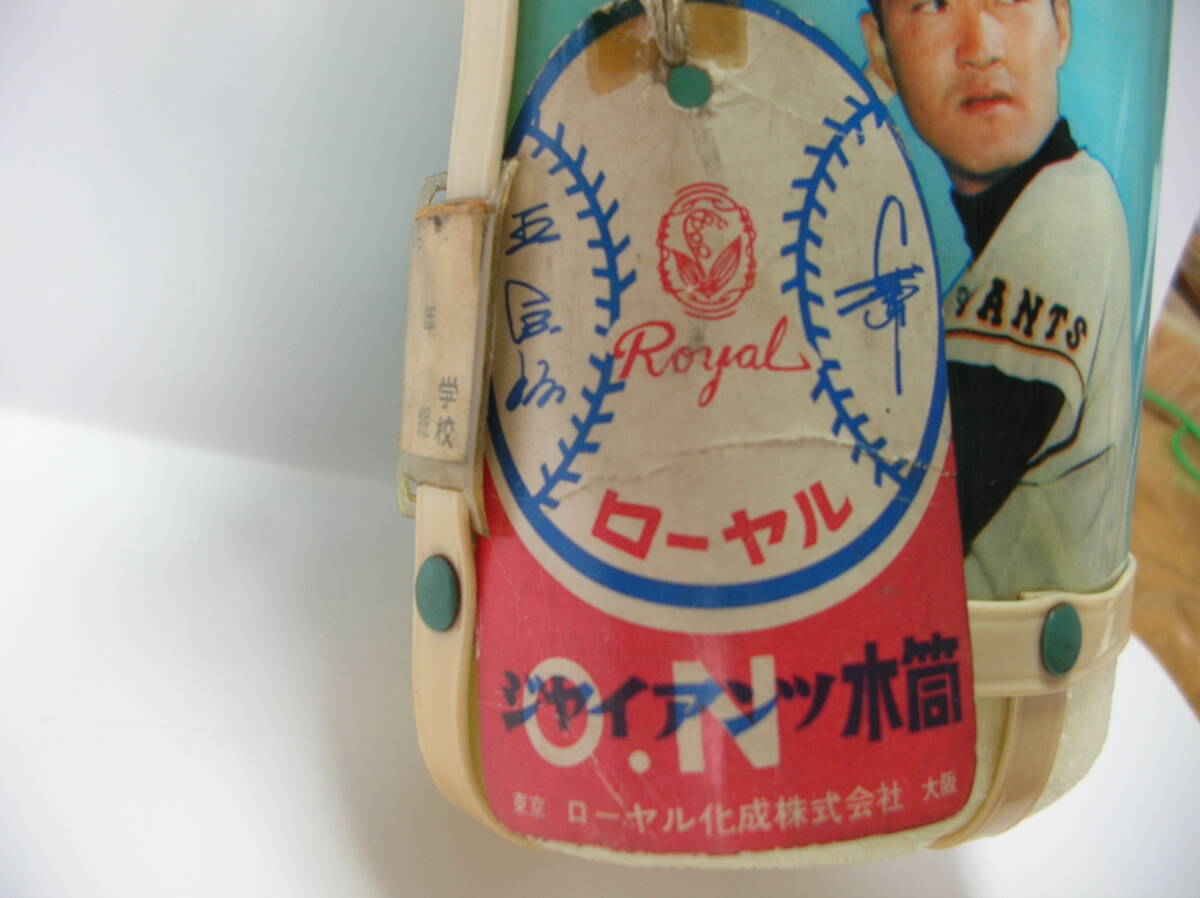 Royal
ローヤル
GIANTS
学校
O.N
ジャイアンツ水筒
東京 ローヤル化成株式会社 大阪